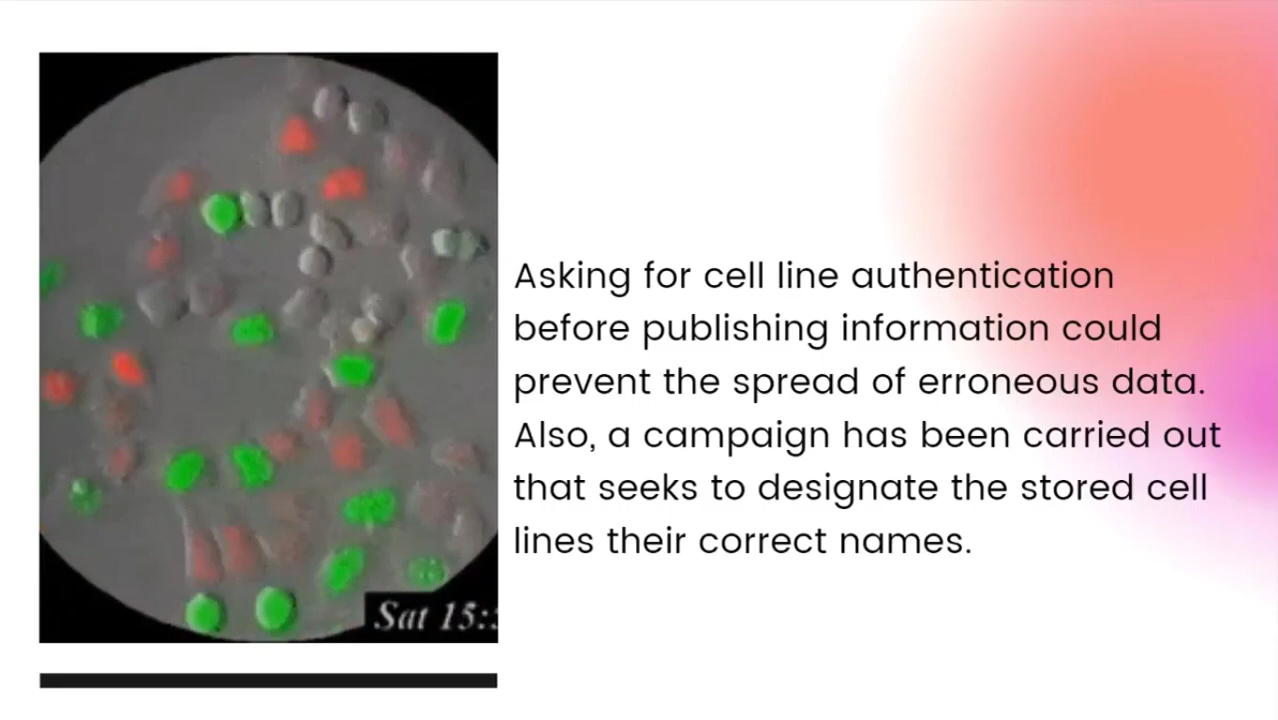 Asking for cell line authentication
before publishing information could
prevent the spread of erroneous data.
Also, a campaign has been carried out
that seeks to designate the stored cell
lines their correct names.
Sat 15: